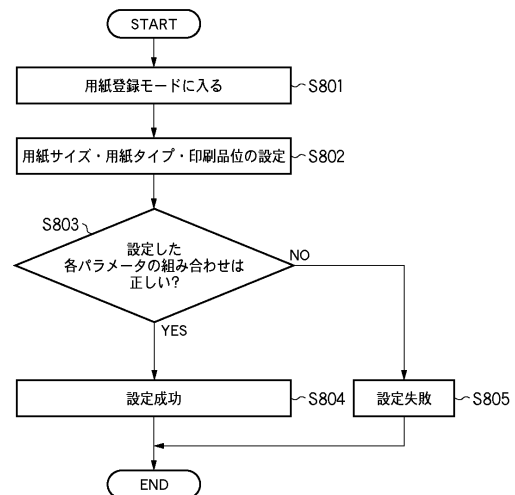 START
用紙登録モードに入る
S801
用紙サイズ・用紙タイプ・印刷品位の設定
S802
S803
設定した
各パラメータの組み合わせは
正しい?
NO
YES
設定成功
S804
設定失敗
S805
END